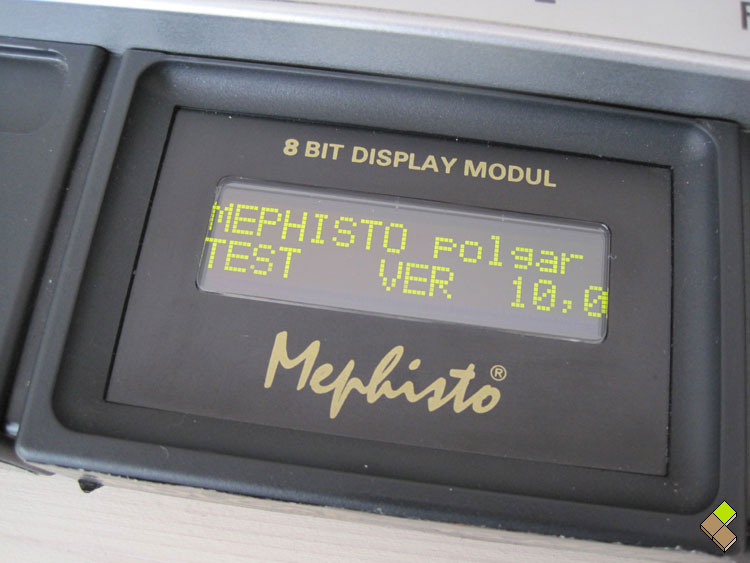 8 BIT DISPLAY MODUL
MEPHISTO polgar
TEST VER 10,0
Mephisto®